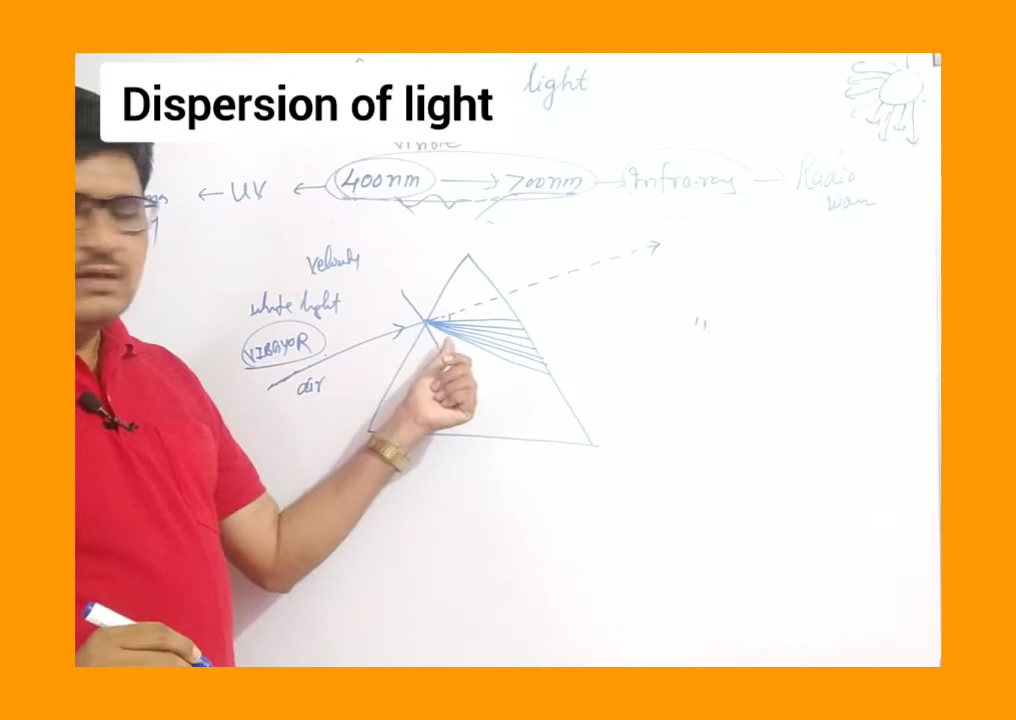 Dispersion of light
light
UV
400nm
700nm
Infra-ray
Radio
wave
velocity
white light
VIBGYOR
air